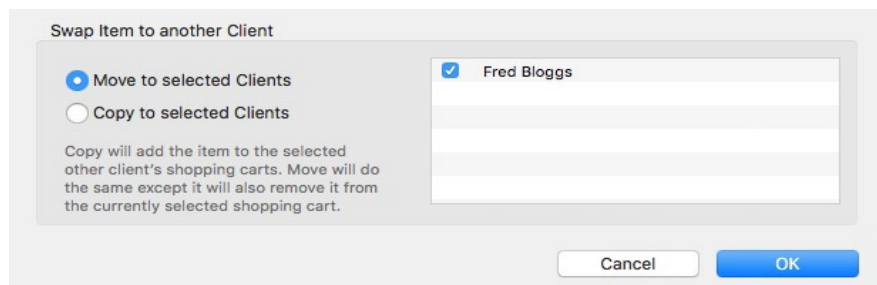 Swap Item to another Client
Move to selected Clients
Copy to selected Clients
Copy will add the item to the selected
other client's shopping carts. Move will do
the same except it will also remove it from
the currently selected shopping cart.
Fred Bloggs
Cancel
OK